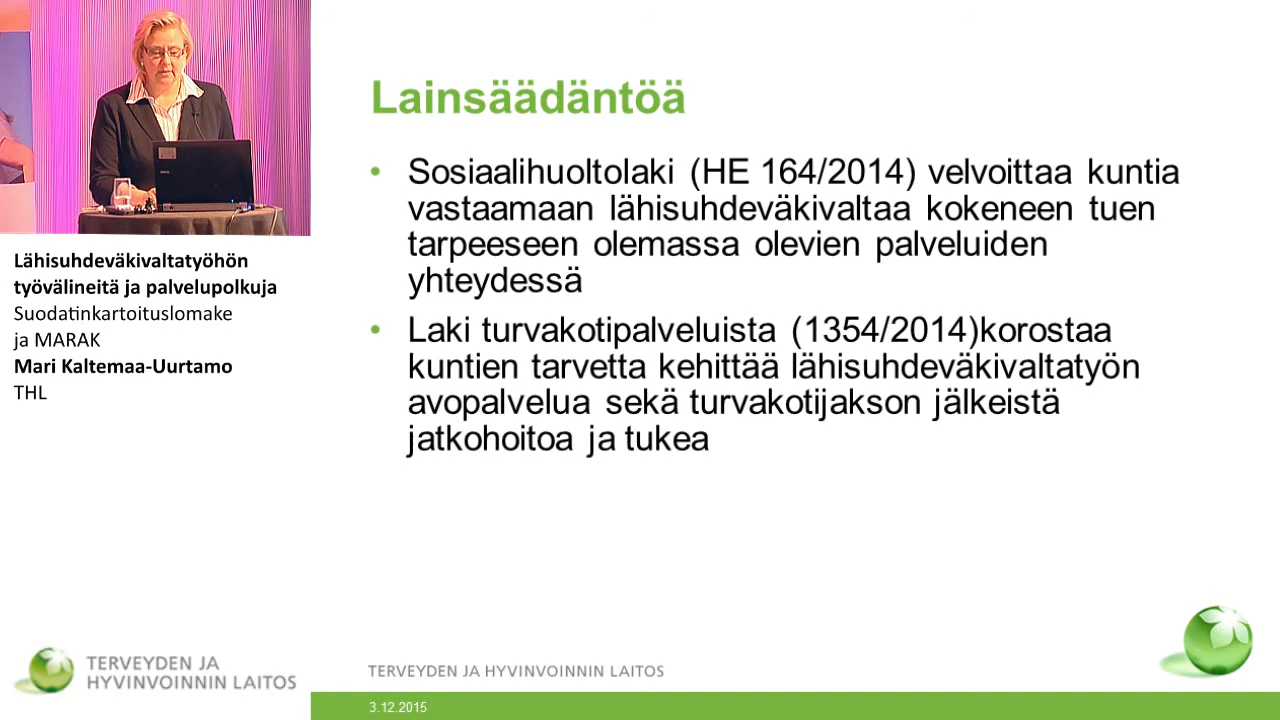 Lähisuhdeväkivaltatyöhön
työvälineitä ja palvelupolkuja
Suodatinkartoituslomake
ja MARAK
Mari Kaltemaa-Uurtamo
THL
TERVEYDEN JA
HYVINVOINNIN LAITOS
Lainsäädäntöä
• Sosiaalihuoltolaki (HE 164/2014) velvoittaa kuntia
vastaamaan lähisuhdeväkivaltaa kokeneen tuen
tarpeeseen olemassa olevien palveluiden
yhteydessä
• Laki turvakotipalveluista (1354/2014)korostaa
kuntien tarvetta kehittää lähisuhdeväkivaltatyön
avopalvelua sekä turvakotijakson jälkeistä
jatkohoitoa ja tukea
TERVEYDEN JA HYVINVOINNIN LAITOS
3.12.2015